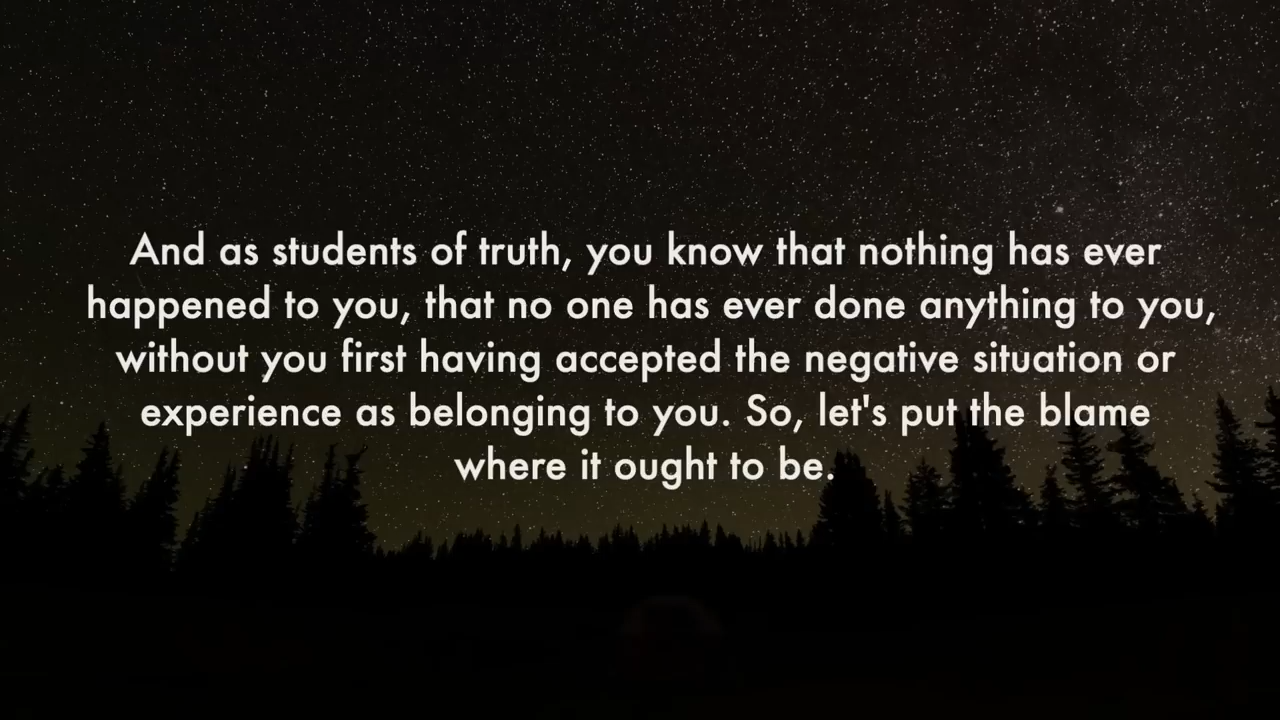 And as students of truth, you know that nothing has ever
happened to you, that no one has ever done anything to you,
without you first having accepted the negative situation or
experience as belonging to you. So, let's put the blame
where it ought to be.